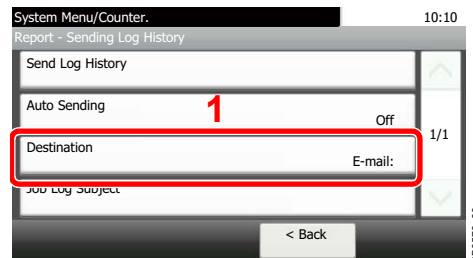 System Menu/Counter.
10:10
Report - Sending Log History
Send Log History
Auto Sending
1
Off
1/1
Destination
E-mail:
Job Log Subject
< Back